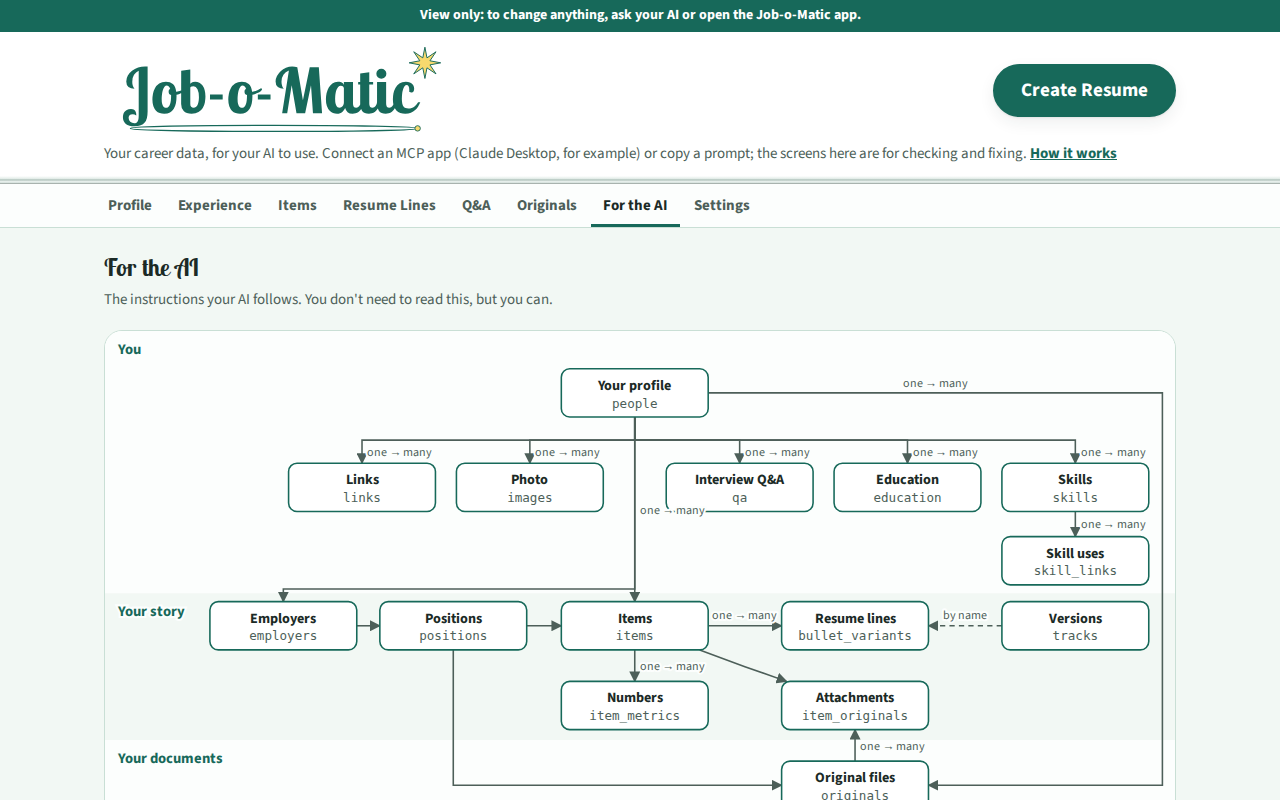 View only: to change anything, ask your AI or open the Job-o-Matic app.
Job-o-Matic
Create Resume
Your career data, for your AI to use. Connect an MCP app (Claude Desktop, for example) or copy a prompt; the screens here are for checking and fixing. How it works
Profile Experience Items Resume Lines Q&A Originals For the AI Settings
For the AI
The instructions your AI follows. You don't need to read this, but you can.
You
Your profile
people
one → many
one → many one → many one → many one → many one → many
Links Photo Interview Q&A Education Skills
links images qa education skills
one → many
one → many
Skill uses
skill_links
Your story
Employers Positions Items Resume lines Versions
employers positions items bullet_variants tracks
one → many by name
one → many
Numbers Attachments
item_metrics item_originals
one → many
Your documents
Original files
originals